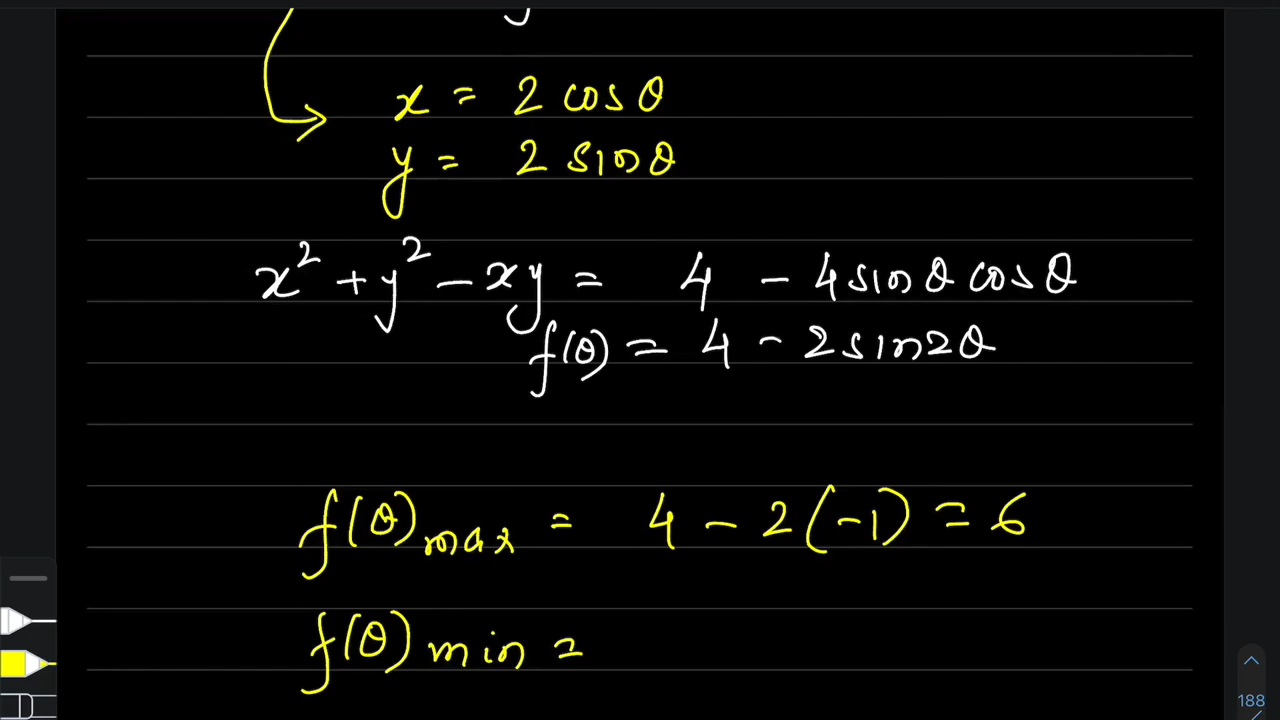 x = 2 cos θ
y = 2 sin θ
x² + y² - xy = 4 - 4 sin θ cos θ
f(θ) = 4 - 2 sin 2θ
f(θ)max = 4 - 2(-1) = 6
f(θ) min =
188